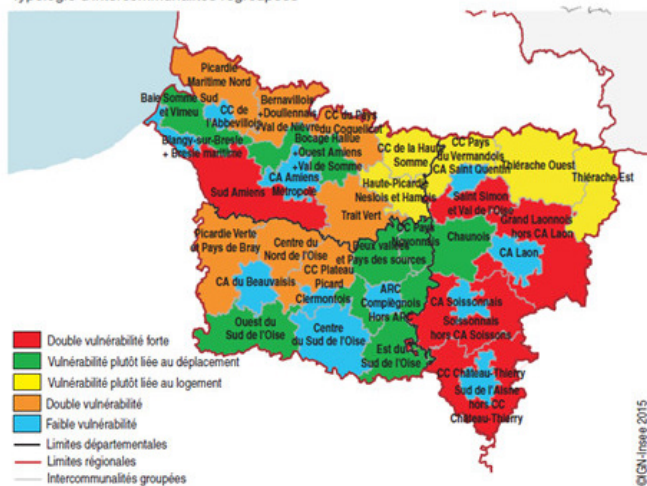 Typologie d'intercommunalités regroupées
Picardie
Maritime Nord
Baie Somme Sud
et Vimeu
CC de
l'Abbevillois
Bernavillois
+Doullennais
+Val de Nièvre
CC du Pays
du Coquelicot
Blangy-sur-Bresle
+ Bresle maritime
Bocage Hallue
+Ouest Amiens
+Val de Somme
CA Amiens
Métropole
Sud Amiens
CC de la Haute
Somme
Haute-Picardie
Neslois et Hamois
Trait Vert
CC Pays
du Vermandois
CA Saint Quentin
Thiérache Ouest
Thiérache Est
Saint Simon
et Val de l'Oise
Grand Laonnois
hors CA Laon
CA Laon
Chaunois
Picardie Verte
et Pays de Bray
Centre du
Nord de l'Oise
CC Plateau
Picard
Clermontois
CA du Beauvaisis
CC Pays
Noyonnais
Deux vallées
et Pays des sources
ARC
Compiègnois
Hors ARC
Ouest du
Sud de l'Oise
Centre
du Sud de l'Oise
Est du
Sud de l'Oise
CA Soissonnais
Soissonnais
hors CA Soissons
CC Château-Thierry
Sud de l'Aisne
hors CC
Château-Thierry
Double vulnérabilité forte
Vulnérabilité plutôt liée au déplacement
Vulnérabilité plutôt liée au logement
Double vulnérabilité
Faible vulnérabilité
Limites départementales
Limites régionales
Intercommunalités groupées
©IGN-Insee 2015